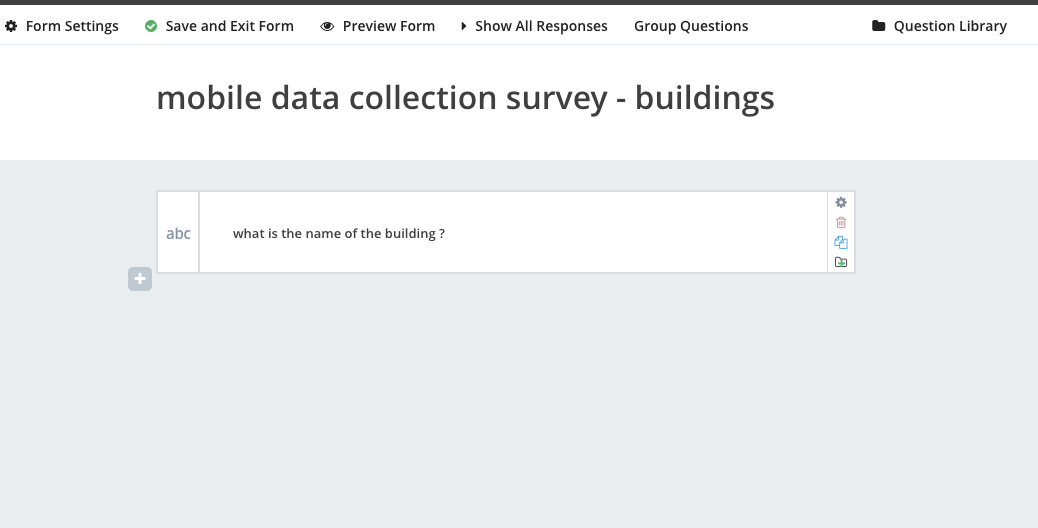 Form Settings Save and Exit Form Preview Form Show All Responses Group Questions Question Library
mobile data collection survey - buildings
abc what is the name of the building ?